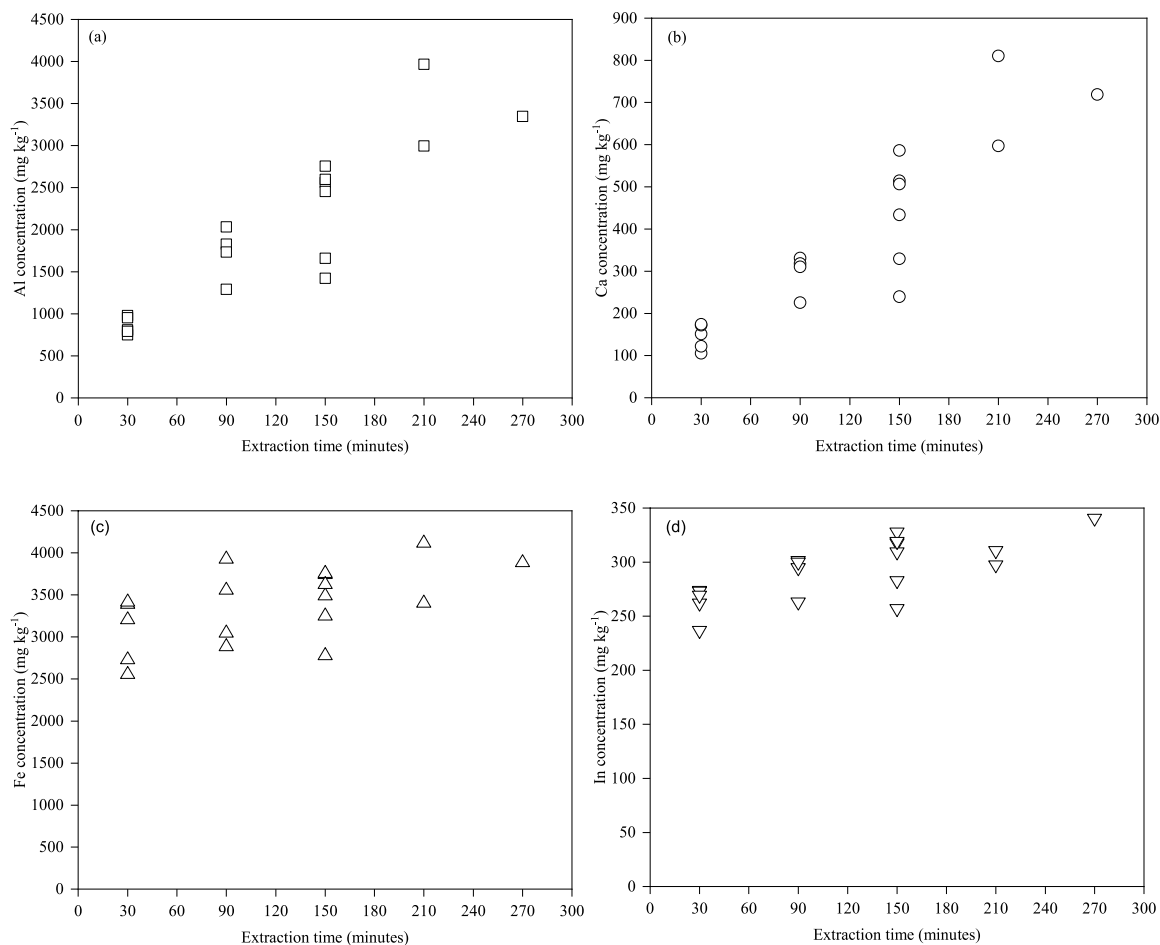 (a)
4500
4000
3500
3000
2500
2000
1500
1000
500
0
Al concentration (mg kg⁻¹)
0 30 60 90 120 150 180 210 240 270 300
Extraction time (minutes)
(b)
900
800
700
600
500
400
300
200
100
0
Ca concentration (mg kg⁻¹)
0 30 60 90 120 150 180 210 240 270 300
Extraction time (minutes)
(c)
4500
4000
3500
3000
2500
2000
1500
1000
500
0
Fe concentration (mg kg⁻¹)
0 30 60 90 120 150 180 210 240 270 300
Extraction time (minutes)
(d)
350
300
250
200
150
100
50
0
In concentration (mg kg⁻¹)
0 30 60 90 120 150 180 210 240 270 300
Extraction time (minutes)